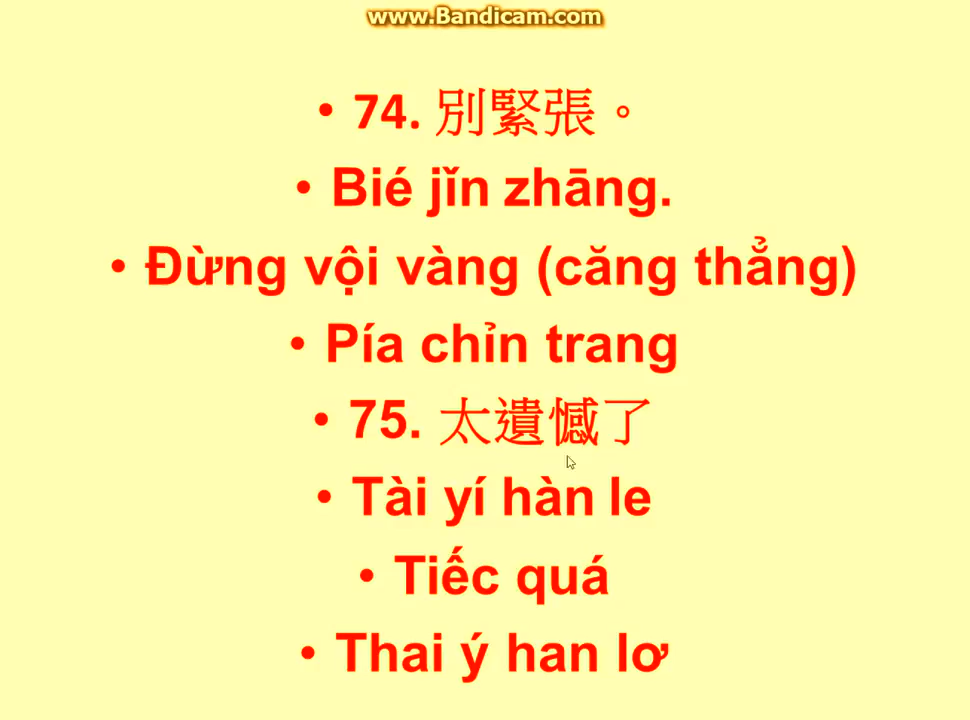 www.Bandicam.com
• 74. 別緊張。
• Bié jǐn zhāng.
• Đừng vội vàng (căng thẳng)
• Pía chỉn trang
• 75. 太遺憾了
• Tài yí hàn le
• Tiếc quá
• Thai ý han lơ